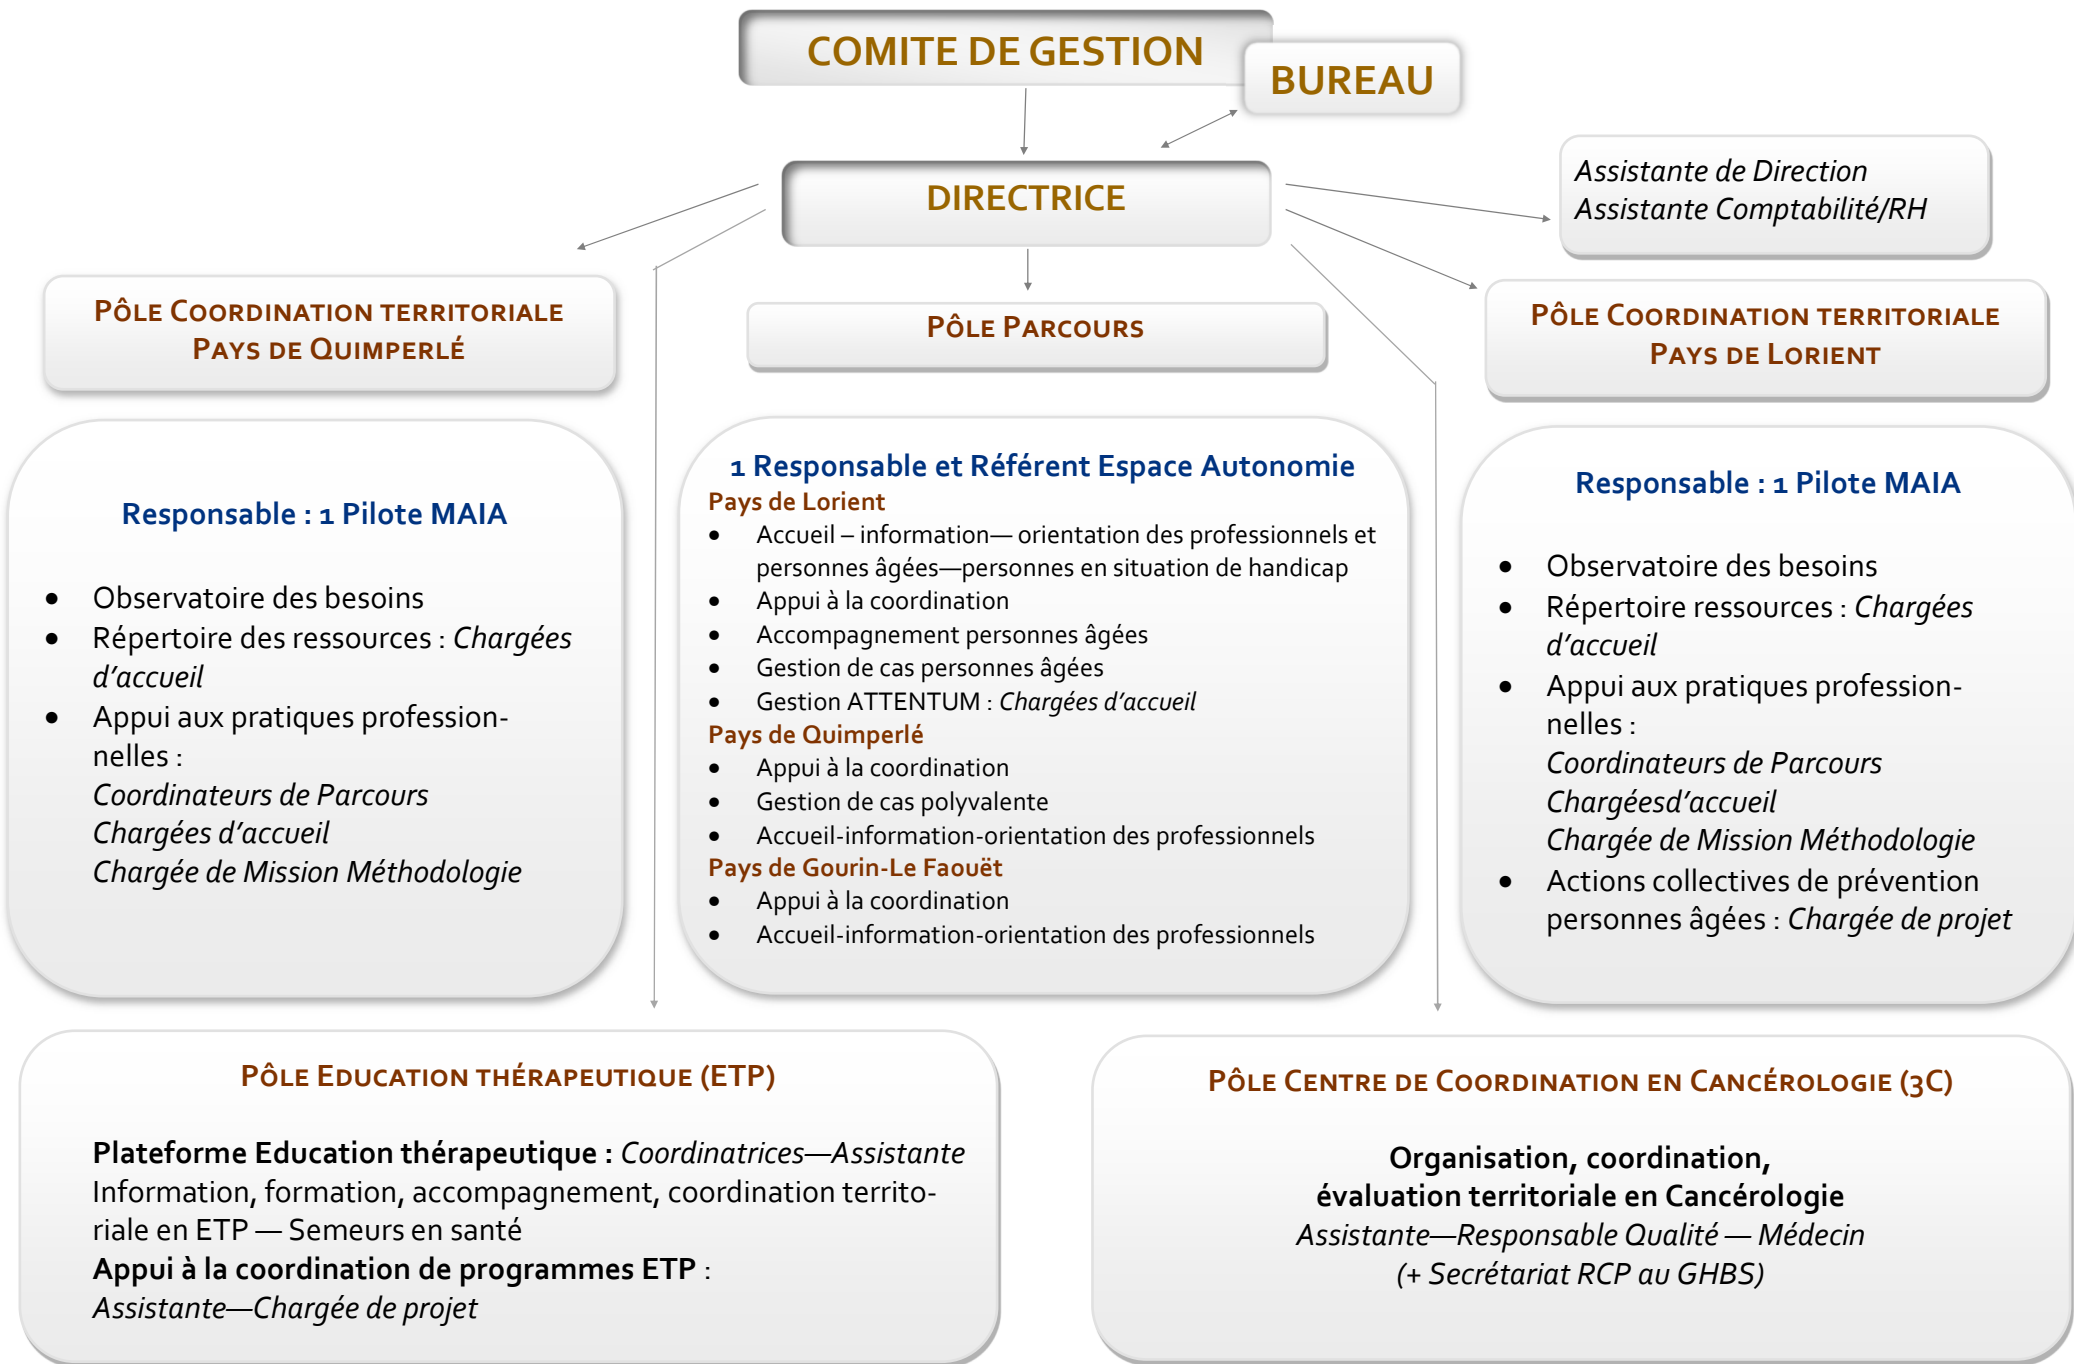 COMITE DE GESTION
BUREAU
DIRECTRICE
Assistante de Direction
Assistante Comptabilité/RH
PÔLE COORDINATION TERRITORIALE
PAYS DE QUIMPERLÉ
PÔLE PARCOURS
PÔLE COORDINATION TERRITORIALE
PAYS DE LORIENT
Responsable : 1 Pilote MAIA
• Observatoire des besoins
• Répertoire des ressources : Chargées
d’accueil
• Appui aux pratiques profession-
nelles :
Coordinateurs de Parcours
Chargées d’accueil
Chargée de Mission Méthodologie
1 Responsable et Référent Espace Autonomie
Pays de Lorient
• Accueil – information— orientation des professionnels et
personnes âgées—personnes en situation de handicap
• Appui à la coordination
• Accompagnement personnes âgées
• Gestion de cas personnes âgées
• Gestion ATTENTUM : Chargées d’accueil
Pays de Quimperlé
• Appui à la coordination
• Gestion de cas polyvalente
• Accueil-information-orientation des professionnels
Pays de Gourin-Le Faouët
• Appui à la coordination
• Accueil-information-orientation des professionnels
Responsable : 1 Pilote MAIA
• Observatoire des besoins
• Répertoire ressources : Chargées
d’accueil
• Appui aux pratiques profession-
nelles :
Coordinateurs de Parcours
Chargéesd’accueil
Chargée de Mission Méthodologie
• Actions collectives de prévention
personnes âgées : Chargée de projet
PÔLE EDUCATION THÉRAPEUTIQUE (ETP)
Plateforme Education thérapeutique : Coordinatrices—Assistante
Information, formation, accompagnement, coordination territo-
riale en ETP — Semeurs en santé
Appui à la coordination de programmes ETP :
Assistante—Chargée de projet
PÔLE CENTRE DE COORDINATION EN CANCÉROLOGIE (3C)
Organisation, coordination,
évaluation territoriale en Cancérologie
Assistante—Responsable Qualité — Médecin
(+ Secrétariat RCP au GHBS)